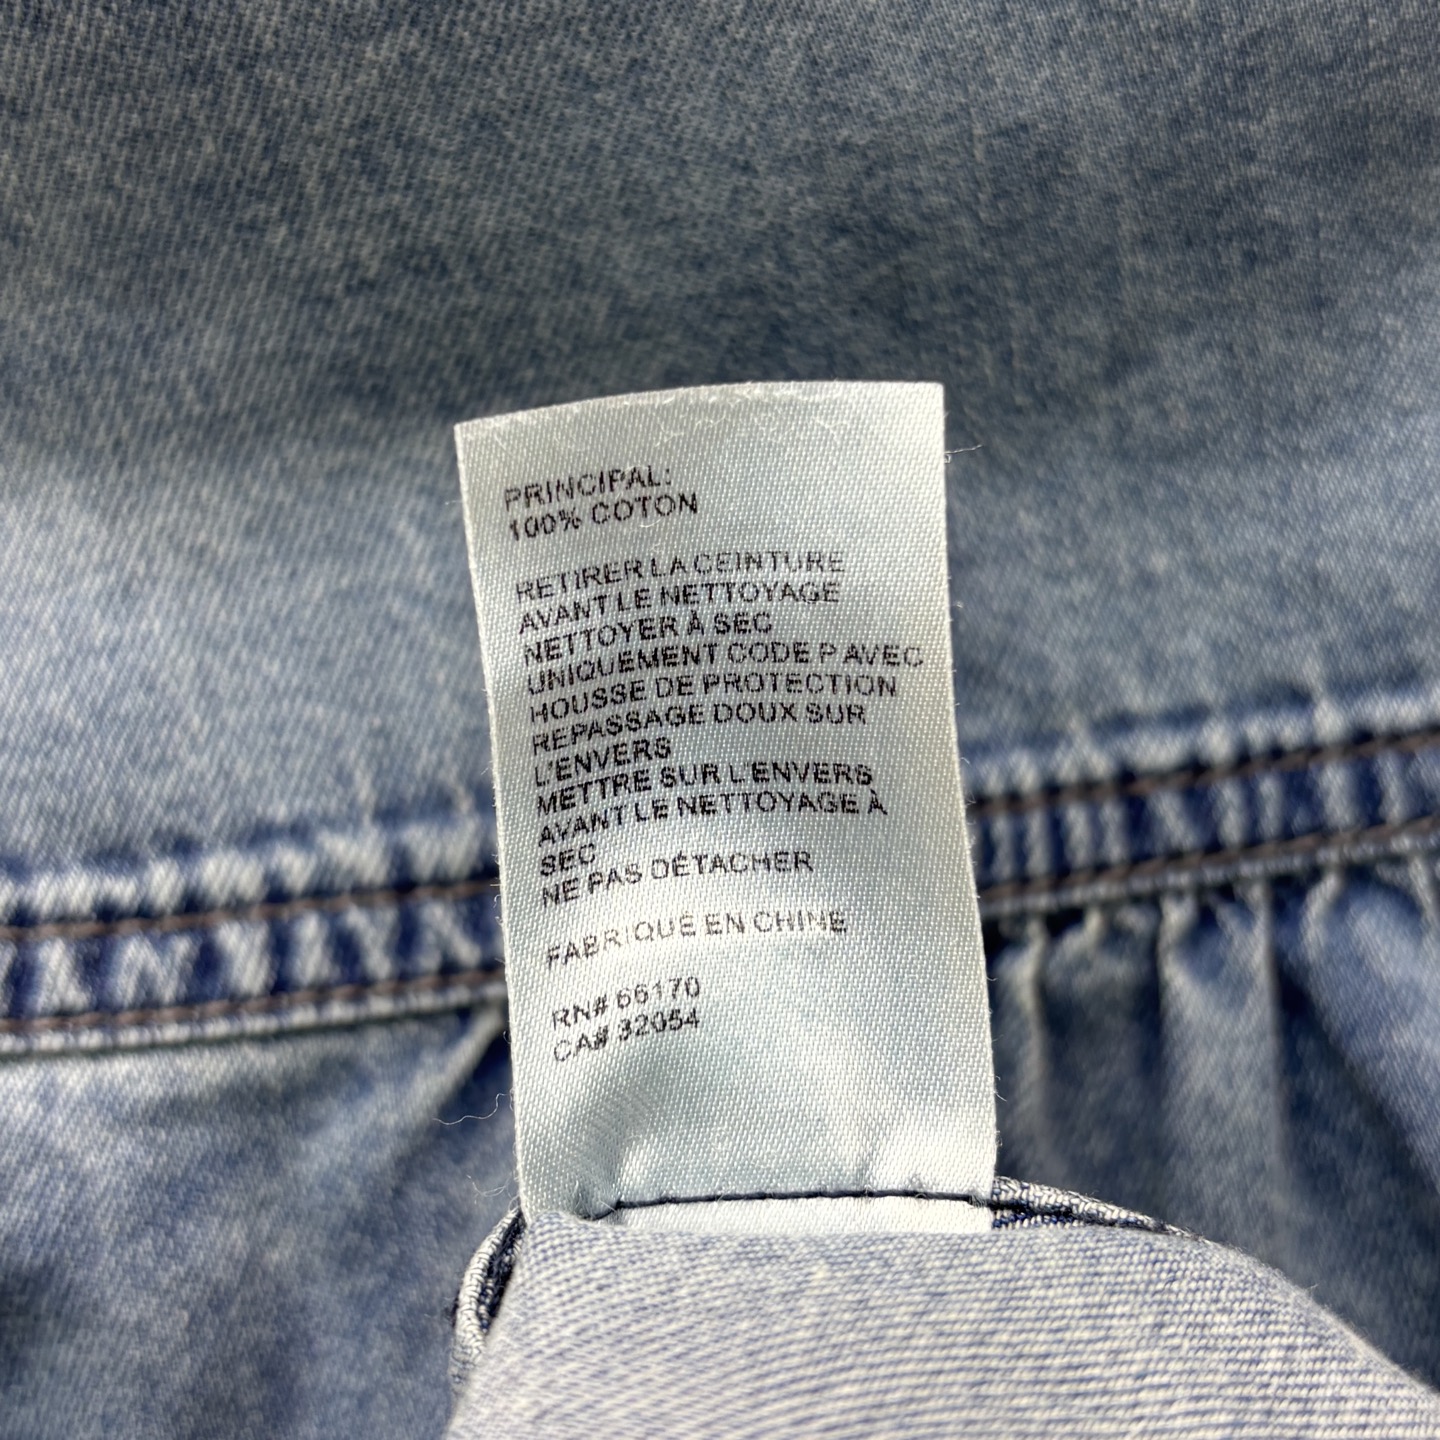 PRINCIPAL:
100% COTON
RETIRER LA CEINTURE
AVANT LE NETTOYAGE
NETTOYER À SEC
UNIQUEMENT CODE P AVEC
HOUSSE DE PROTECTION
REPASSAGE DOUX SUR
L'ENVERS
METTRE SUR L'ENVERS
AVANT LE NETTOYAGE À
SEC
NE PAS DÉTACHER
FABRIQUÉ EN CHINE
RN# 66170
CA# 32054